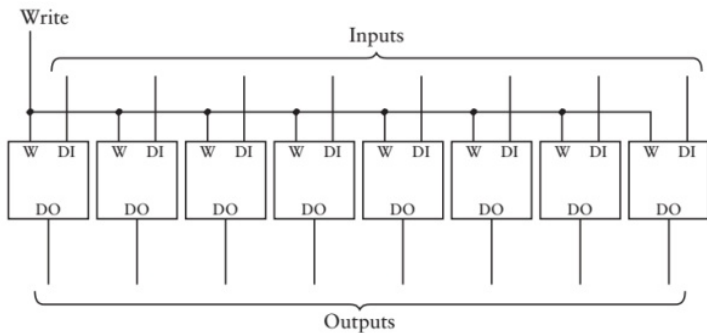 Write
Inputs
W DI W DI W DI W DI W DI W DI W DI W DI
DO DO DO DO DO DO DO DO
Outputs